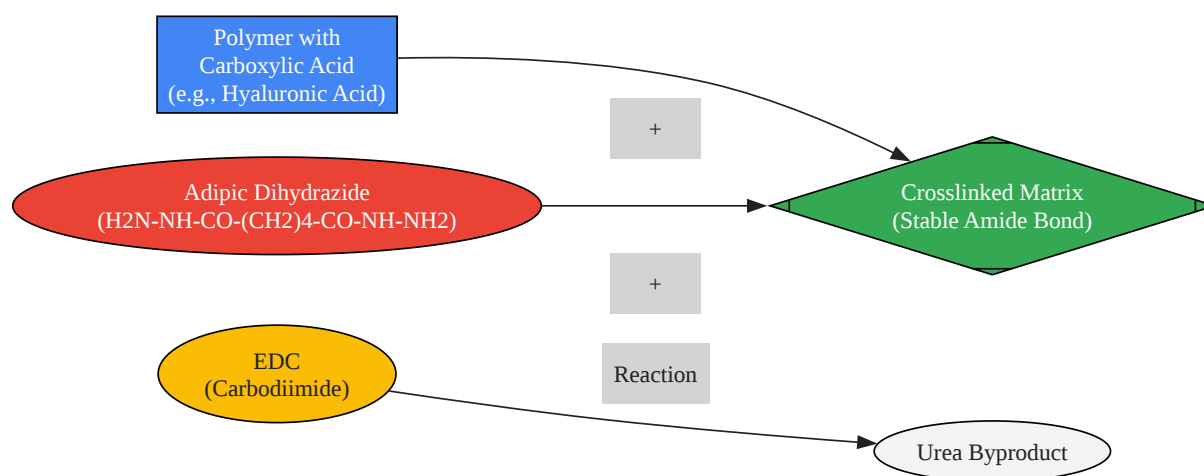 Polymer with
Carboxylic Acid
(e.g., Hyaluronic Acid)
+
Adipic Dihydrazide
(H2N-NH-CO-(CH2)4-CO-NH-NH2)
Crosslinked Matrix
(Stable Amide Bond)
+
EDC
(Carbodiimide)
Reaction
Urea Byproduct